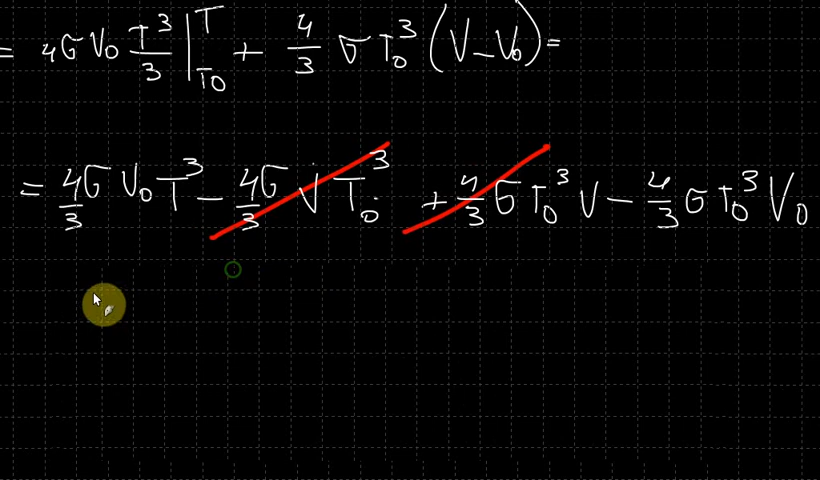 = 4σ V₀ T³/3 |ᵀ_T₀ + 4/3 σ T₀³ (V – V₀) =
= 4σ/3 V₀ T³ – 4σ/3 V T₀³ + 4/3 σ T₀³ V – 4/3 σ T₀³ V₀